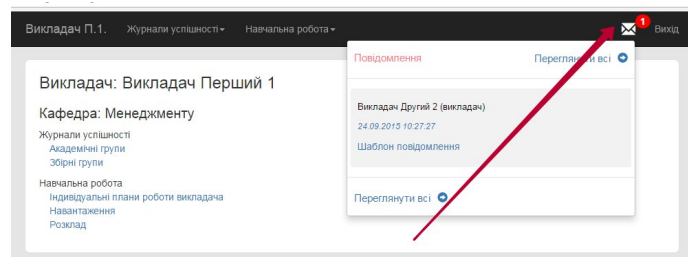 Викладач П.1. Журнали успішності Навчальна робота 1 Вихід
Повідомлення Переглянути всі
Викладач: Викладач Перший 1
Викладач Другий 2 (викладач)
Кафедра: Менеджменту
24.09.2015 10:27:27
Журнали успішності
Шаблон повідомлення
Академічні групи
Збірні групи
Навчальна робота
Індивідуальні плани роботи викладача
Переглянути всі
Навантаження
Розклад